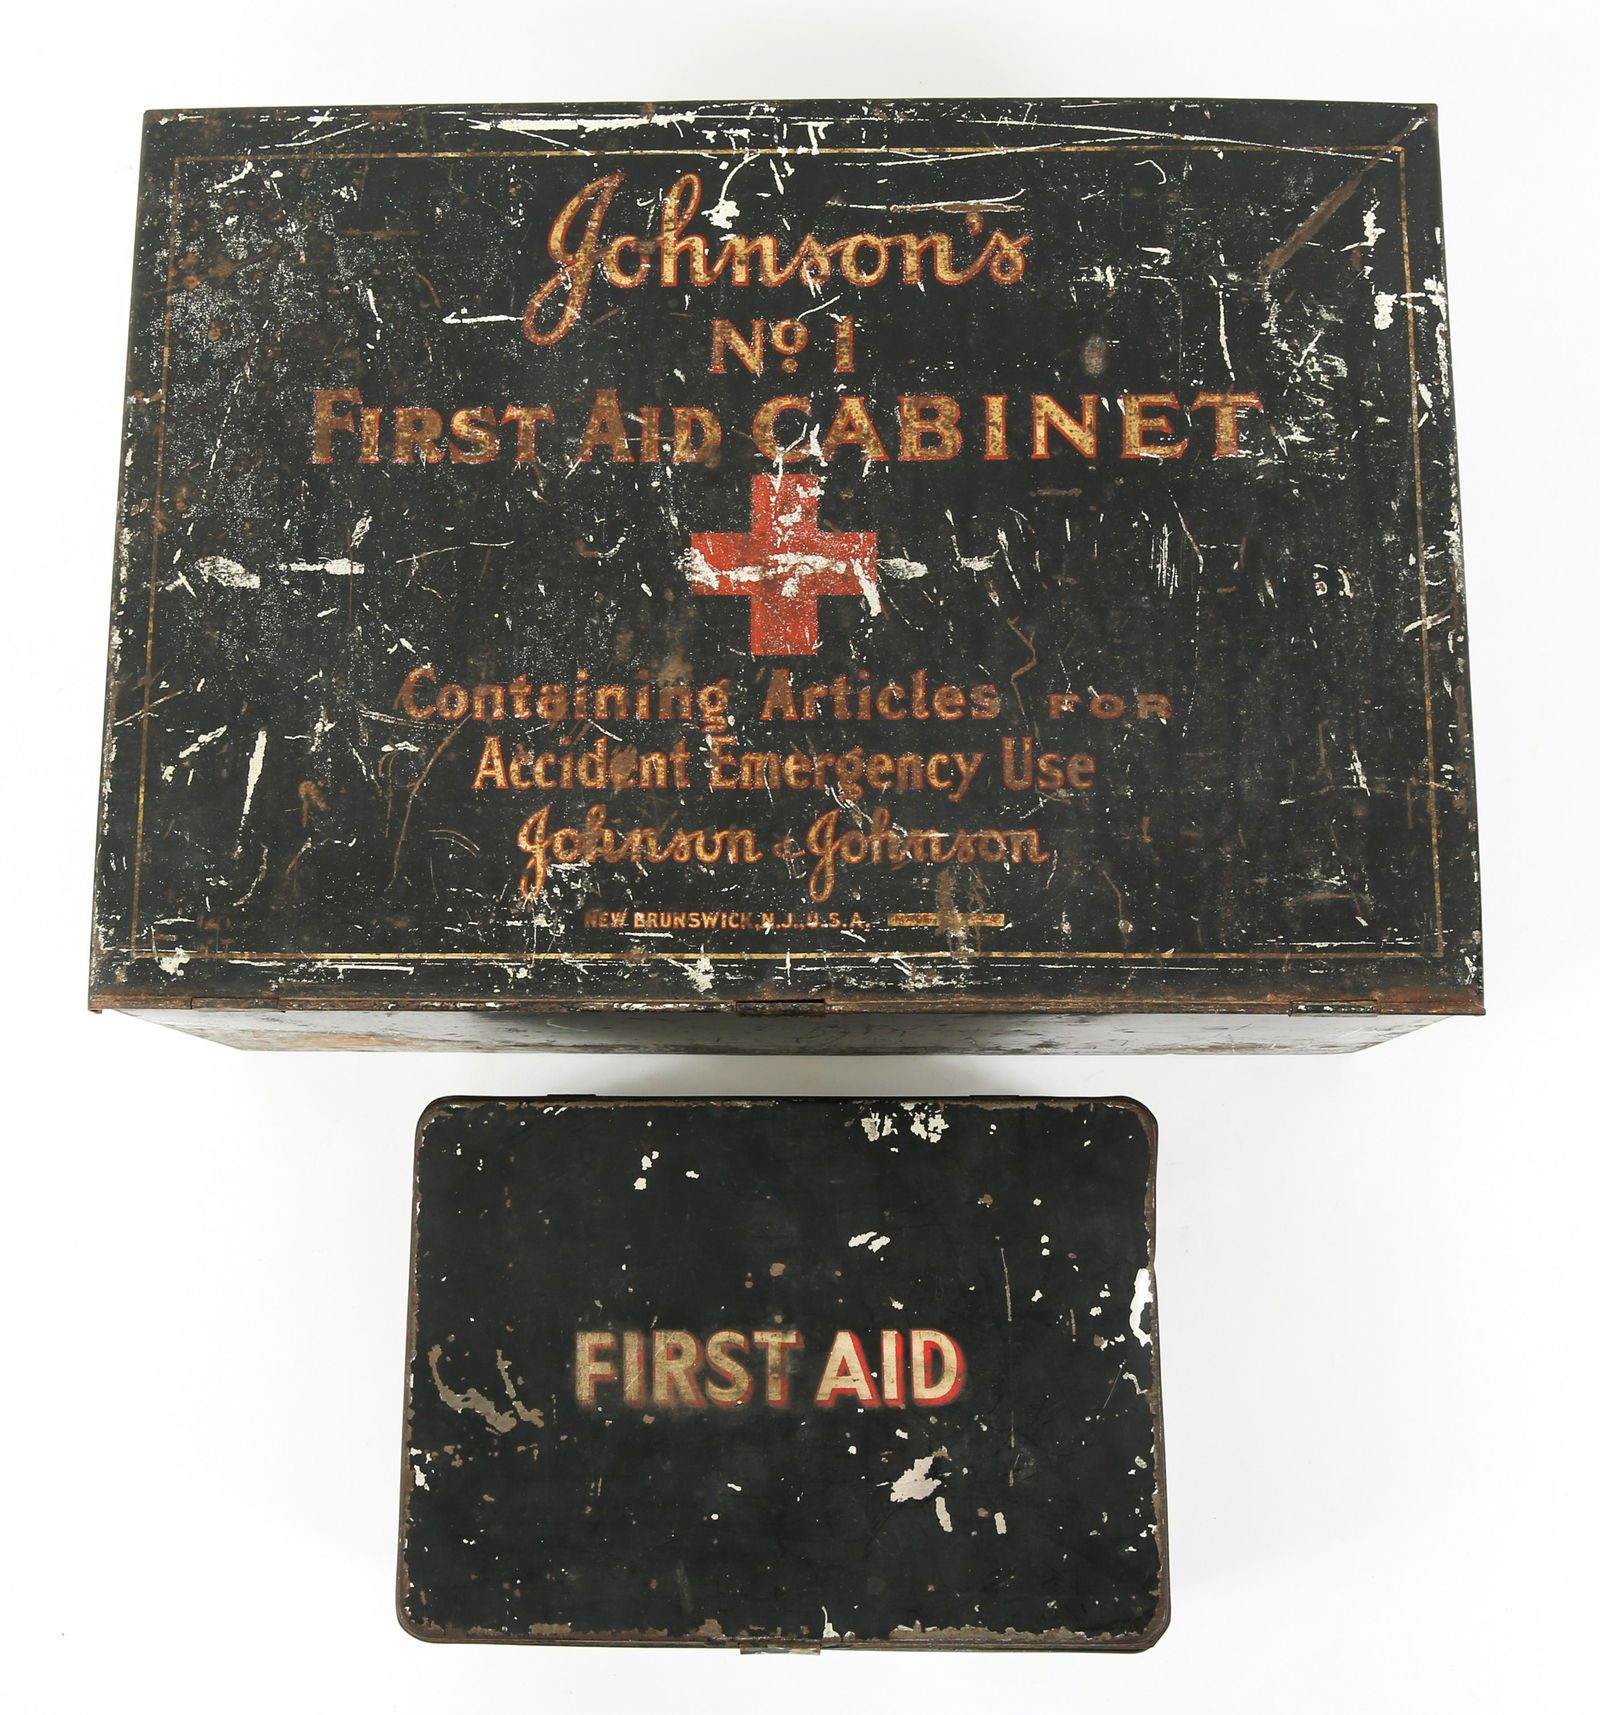 Johnson's
No 1
FIRST AID CABINET
Containing Articles FOR
Accident Emergency Use
Johnson & Johnson
NEW BRUNSWICK, N.J., U.S.A.
FIRST AID